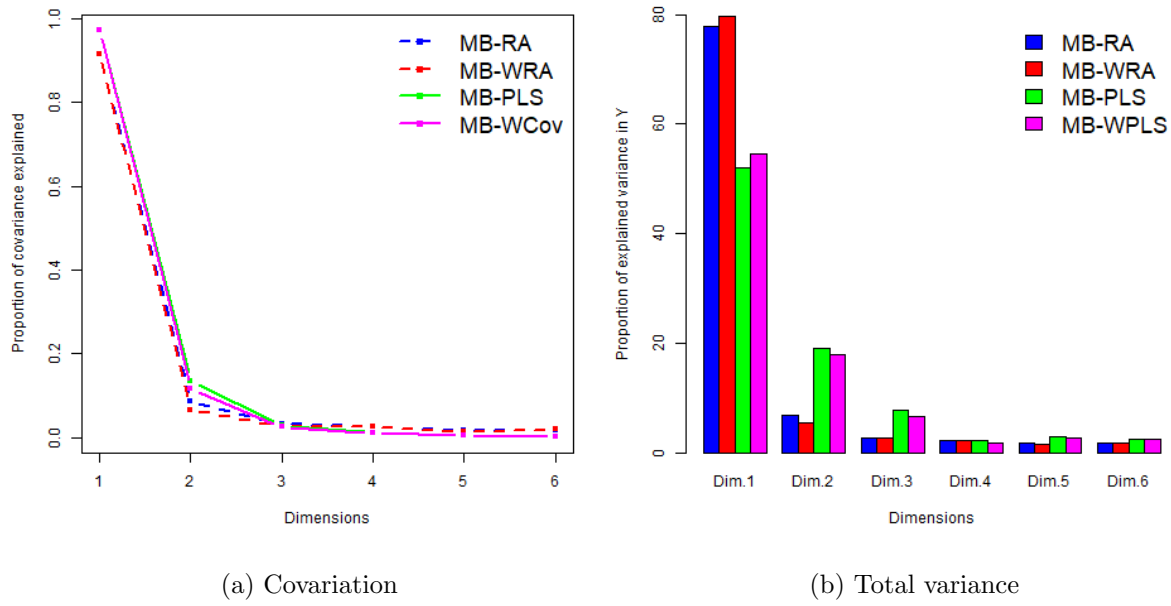 1.0
0.8
0.6
0.4
0.2
0.0
Proportion of covariance explained
MB-RA
MB-WRA
MB-PLS
MB-WCov
1 2 3 4 5 6
Dimensions
(a) Covariation
80
60
40
20
0
Proportion of explained variance in Y
MB-RA
MB-WRA
MB-PLS
MB-WPLS
Dim.1 Dim.2 Dim.3 Dim.4 Dim.5 Dim.6
Dimensions
(b) Total variance